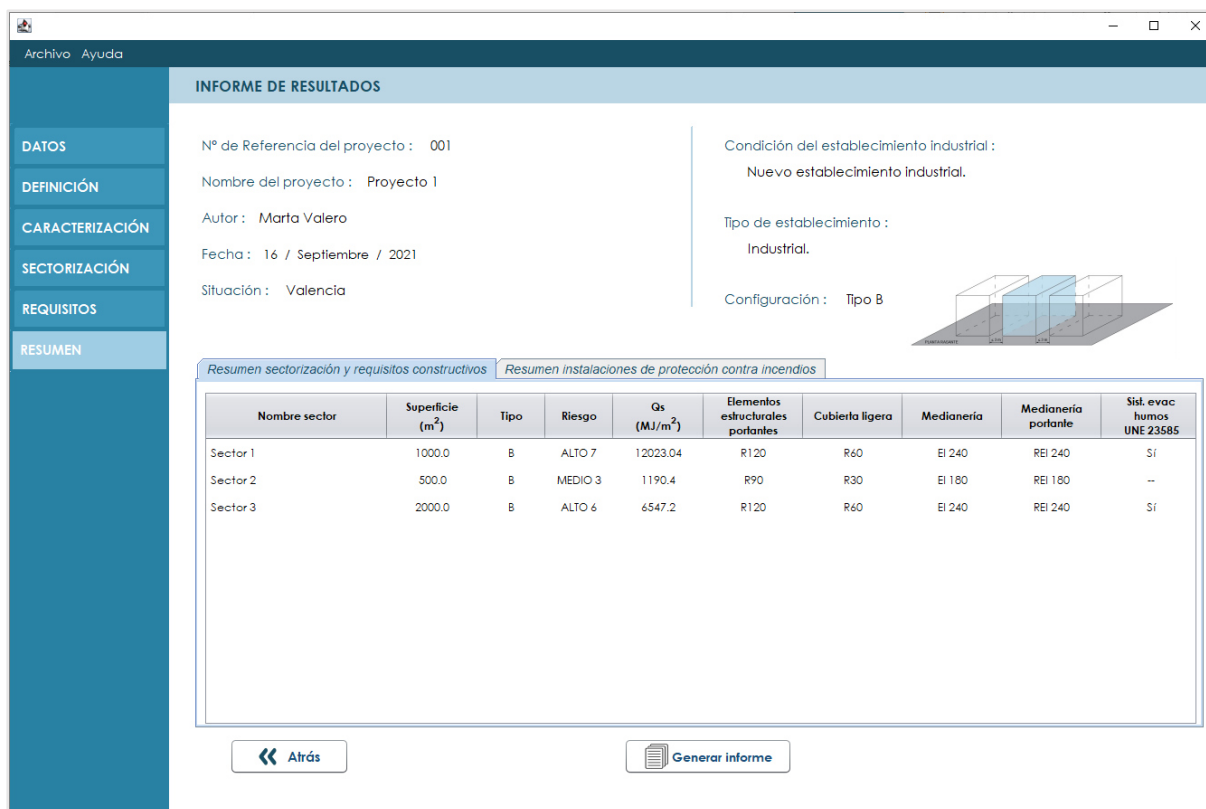 Archivo Ayuda
INFORME DE RESULTADOS
DATOS
DEFINICIÓN
CARACTERIZACIÓN
SECTORIZACIÓN
REQUISITOS
RESUMEN
Nº de Referencia del proyecto : 001
Nombre del proyecto : Proyecto 1
Autor : Marta Valero
Fecha : 16 / Septiembre / 2021
Situación : Valencia
Condición del establecimiento industrial :
Nuevo establecimiento industrial.
Tipo de establecimiento :
Industrial.
Configuración : Tipo B
Resumen sectorización y requisitos constructivos Resumen instalaciones de protección contra incendios
Nombre sector Superficie (m²) Tipo Riesgo Qs (MJ/m²) Elementos estructurales portantes Cubierta ligera Medianería Medianería portante Sist. evac humos UNE 23585
Sector 1 1000.0 B ALTO 7 12023.04 R120 R60 EI 240 REI 240 Sí
Sector 2 500.0 B MEDIO 3 1190.4 R90 R30 EI 180 REI 180 --
Sector 3 2000.0 B ALTO 6 6547.2 R120 R60 EI 240 REI 240 Sí
Atrás Generar informe